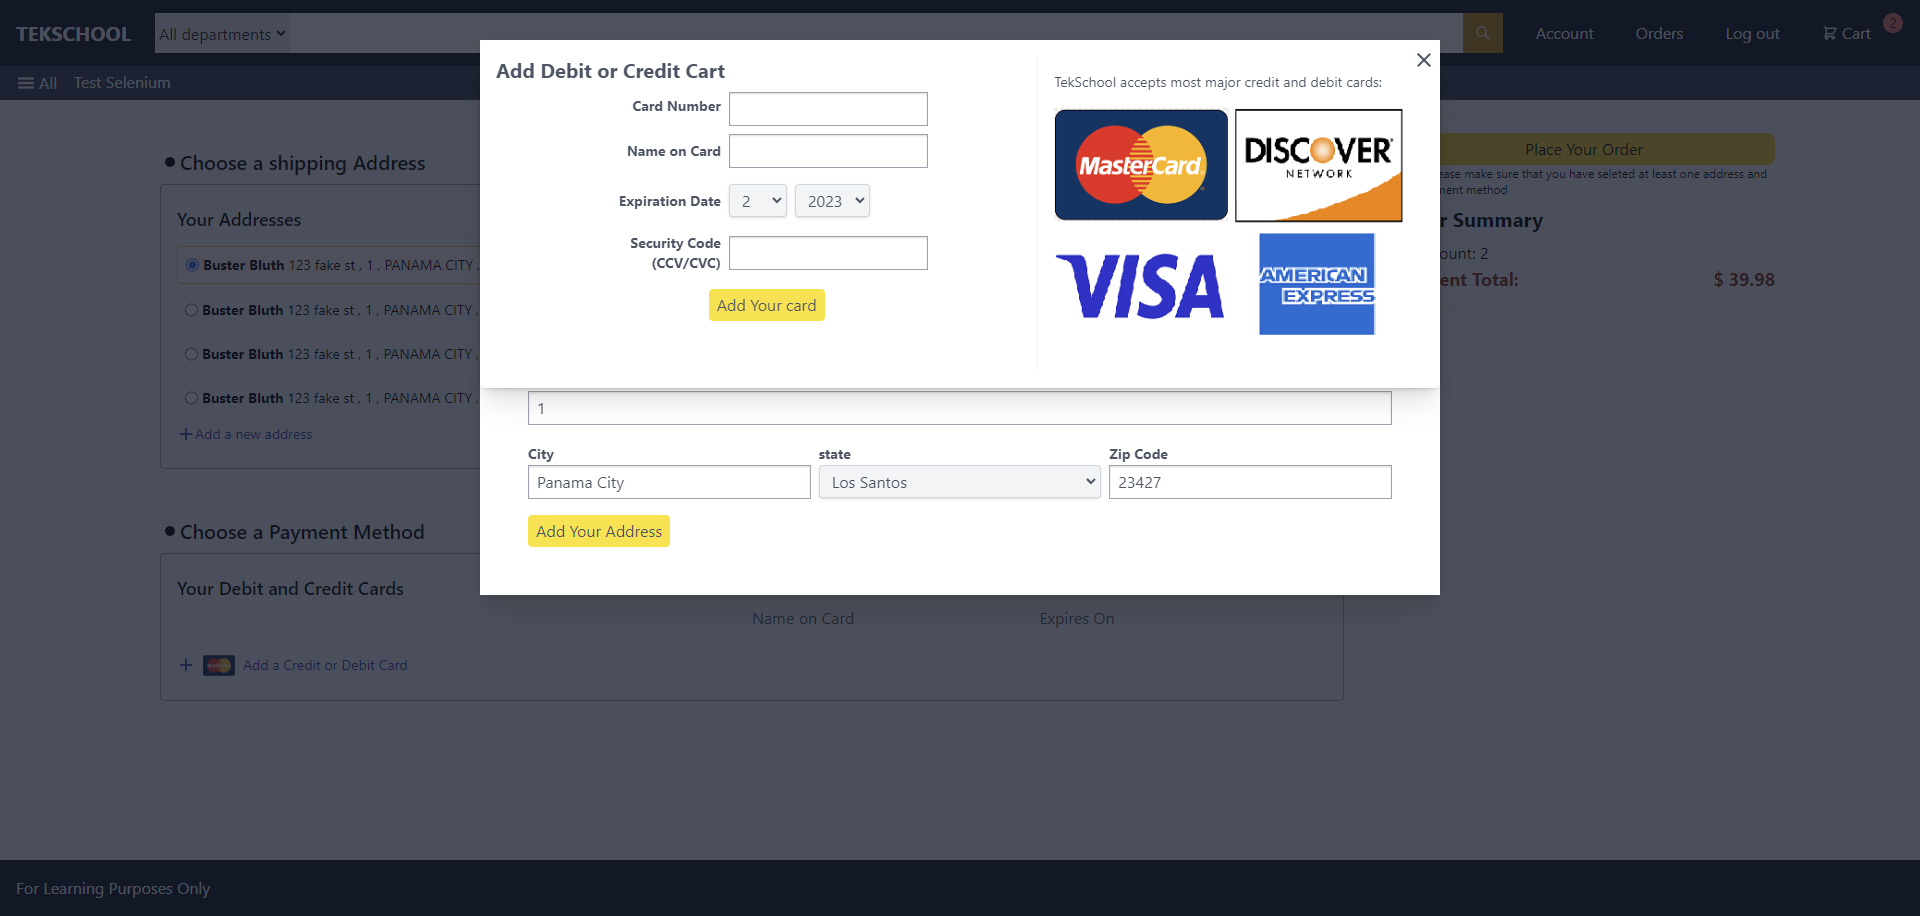 TEKSCHOOL
All departments
Account
Orders
Log out
Cart
2
All
Test Selenium
Add Debit or Credit Cart
Card Number
Name on Card
Expiration Date
2
2023
Security Code
(CCV/CVC)
Add Your card
TekSchool accepts most major credit and debit cards:
MasterCard
DISCOVER
NETWORK
VISA
AMERICAN
EXPRESS
Choose a shipping Address
Your Addresses
Buster Bluth 123 fake st , 1 , PANAMA CITY ,
Buster Bluth 123 fake st , 1 , PANAMA CITY ,
Buster Bluth 123 fake st , 1 , PANAMA CITY ,
Buster Bluth 123 fake st , 1 , PANAMA CITY ,
Add a new address
Place Your Order
ease make sure that you have seleted at least one address and
ment method
r Summary
ount: 2
ent Total:
$ 39.98
1
City
state
Zip Code
Panama City
Los Santos
23427
Add Your Address
Choose a Payment Method
Your Debit and Credit Cards
Name on Card
Expires On
Add a Credit or Debit Card
For Learning Purposes Only